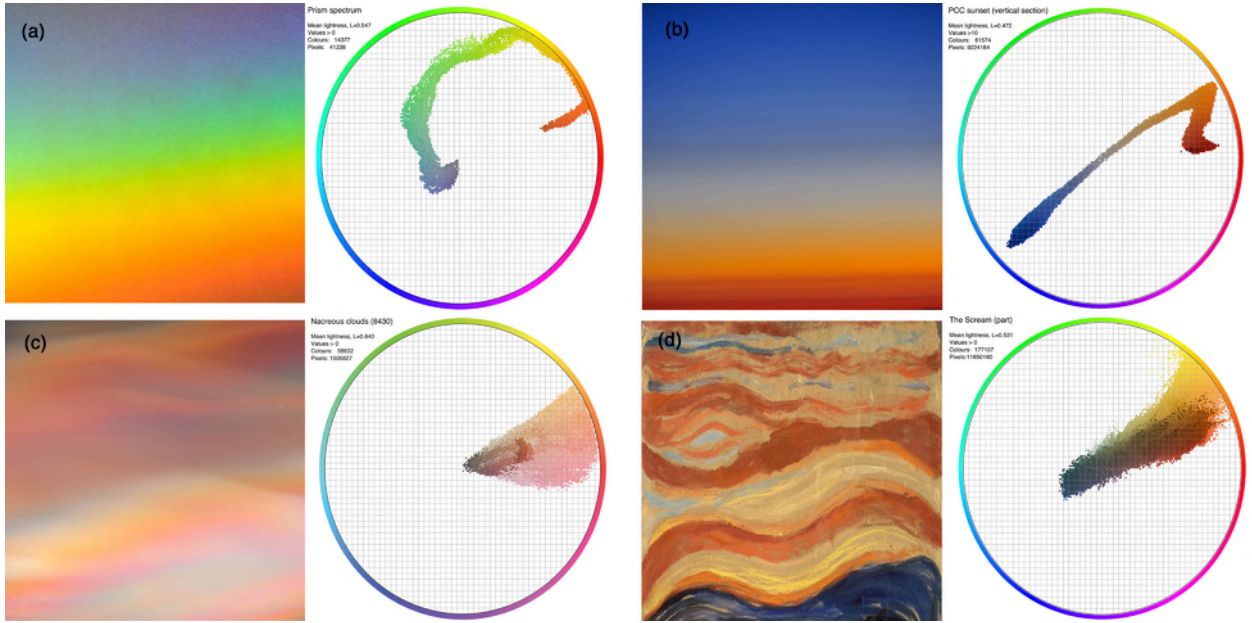 (a)
Prism spectrum
Mean lightness, L=0.547
Values > 0
Colours: 14377
Pixels: 41236
(b)
PCC sunset (vertical section)
Mean lightness, L=0.472
Values >10
Colours: 61574
Pixels: 9224184
(c)
Nacreous clouds (8430)
Mean lightness, L=0.643
Values > 0
Colours: 58632
Pixels: 1505827
(d)
The Scream (part)
Mean lightness, L=0.531
Values > 0
Colours: 177107
Pixels:11850160